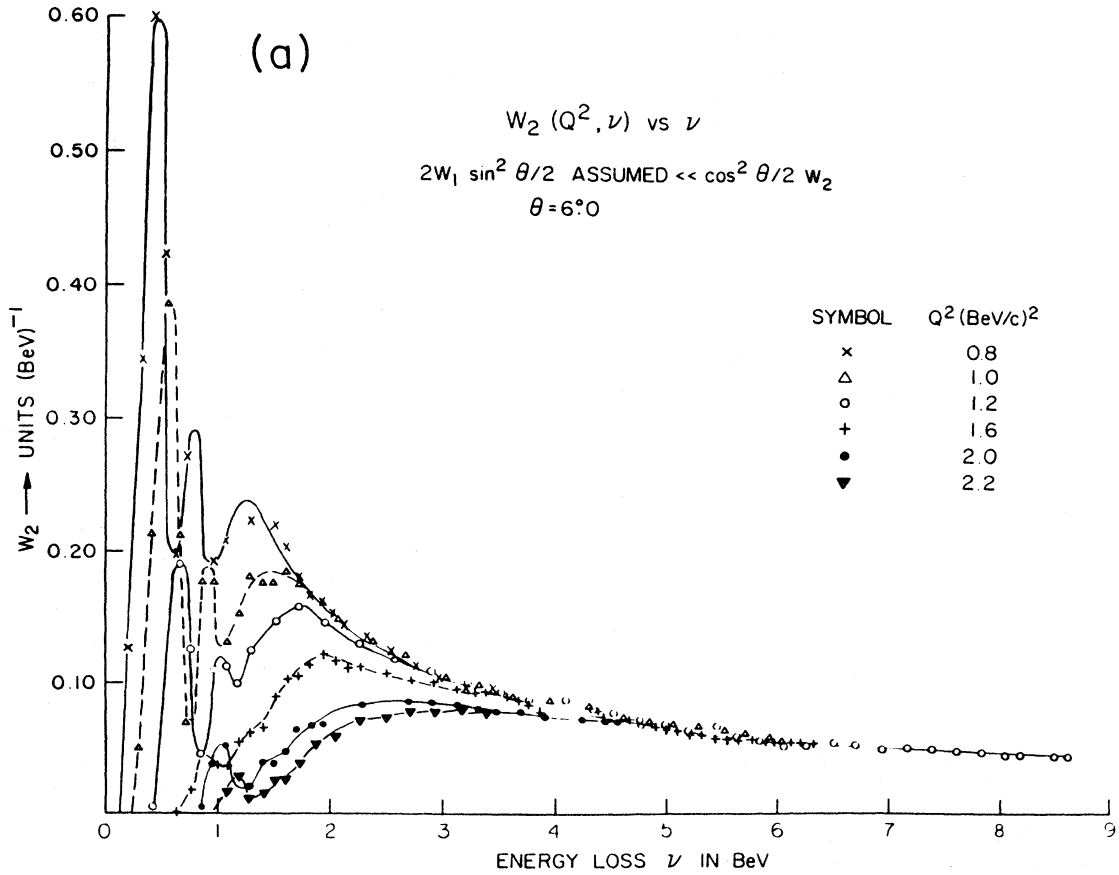 (a)
W₂ (Q², ν) vs ν
2W₁ sin² θ/2 ASSUMED << cos² θ/2 W₂
θ = 6°.0
SYMBOL Q² (BeV/c)²
× 0.8
△ 1.0
○ 1.2
+ 1.6
● 2.0
▼ 2.2
W₂ → UNITS (BeV)⁻¹
0.60
0.50
0.40
0.30
0.20
0.10
0 1 2 3 4 5 6 7 8 9
ENERGY LOSS ν IN BeV